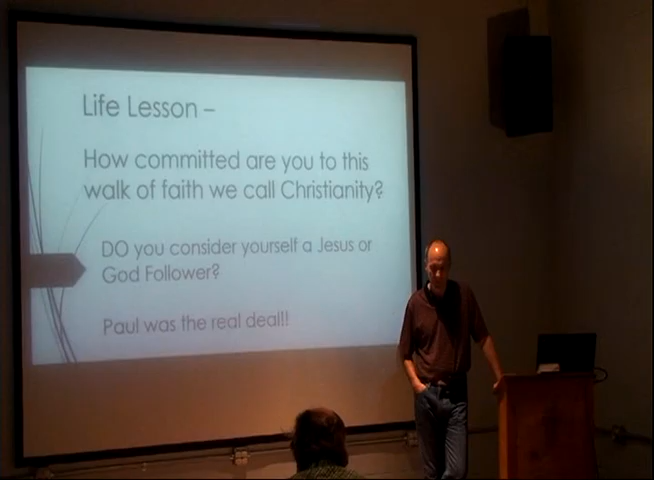 Life Lesson –
How committed are you to this
walk of faith we call Christianity?
DO you consider yourself a Jesus or
God Follower?
Paul was the real deal!!